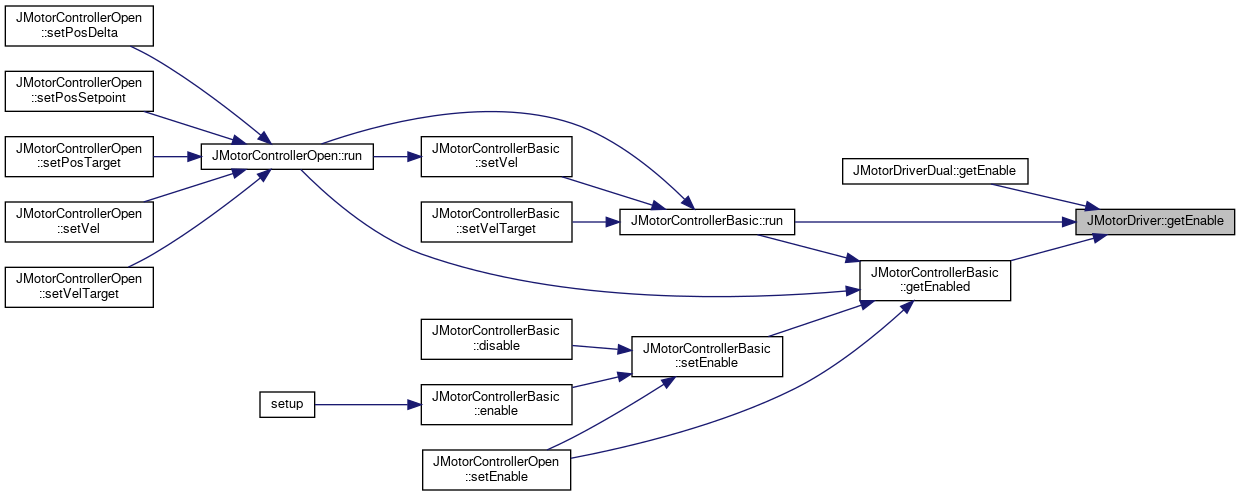 JMotorControllerOpen
::setPosDelta
JMotorControllerOpen
::setPosSetpoint
JMotorControllerOpen
::setPosTarget
JMotorControllerOpen
::setVel
JMotorControllerOpen
::setVelTarget
JMotorControllerOpen::run
setup
JMotorControllerBasic
::setVel
JMotorControllerBasic
::setVelTarget
JMotorControllerBasic
::disable
JMotorControllerBasic
::enable
JMotorControllerOpen
::setEnable
JMotorControllerBasic::run
JMotorControllerBasic
::setEnable
JMotorDriverDual::getEnable
JMotorControllerBasic
::getEnabled
JMotorDriver::getEnable